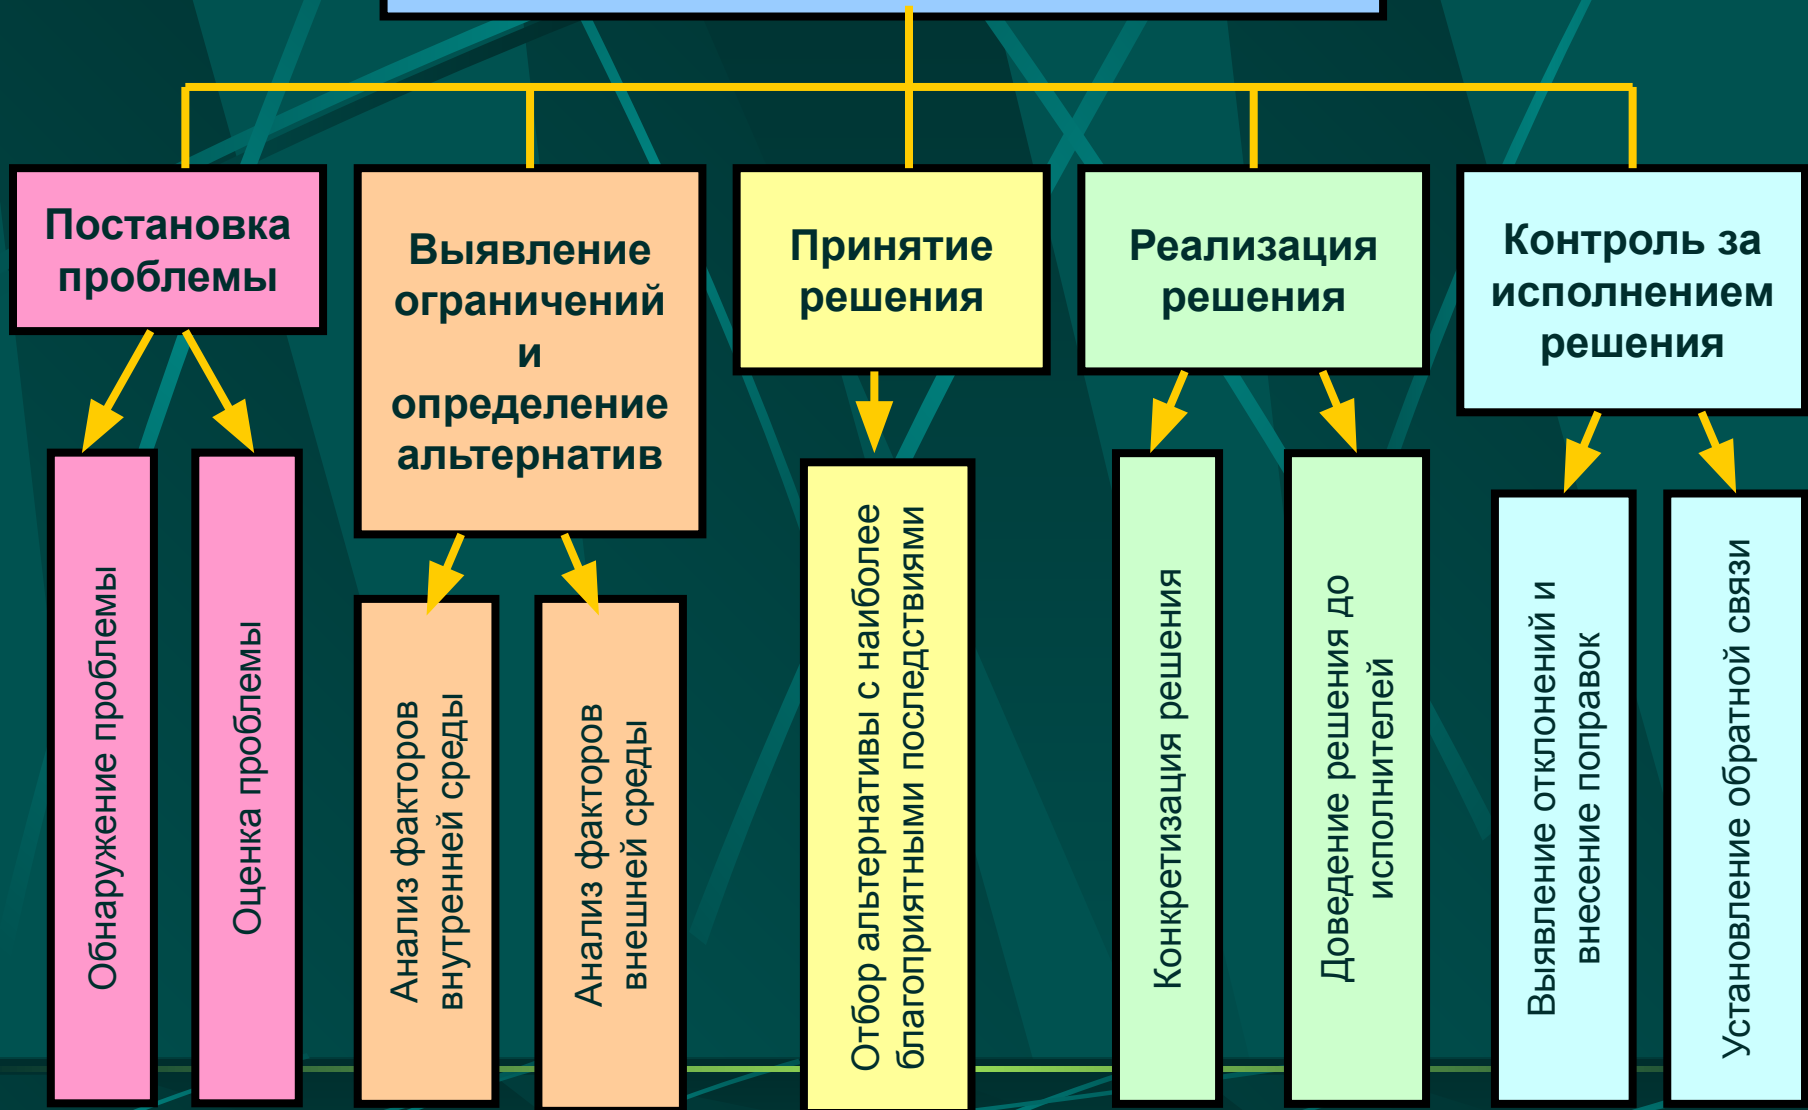 Постановка
проблемы
Выявление
ограничений
и
определение
альтернатив
Принятие
решения
Реализация
решения
Контроль за
исполнением
решения
Обнаружение проблемы
Оценка проблемы
Анализ факторов
внутренней среды
Анализ факторов
внешней среды
Отбор альтернативы с наиболее
благоприятными последствиями
Конкретизация решения
Доведение решения до
исполнителей
Выявление отклонений и
внесение поправок
Установление обратной связи